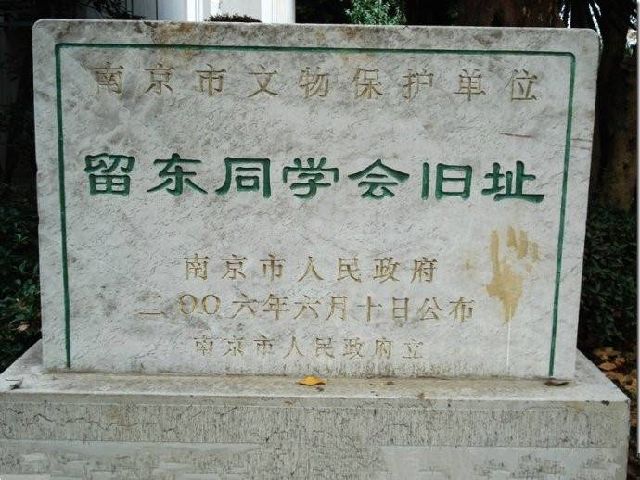 南京市文物保护单位
留东同学会旧址
南京市人民政府
二〇〇六年六月十日公布
南京市人民政府立